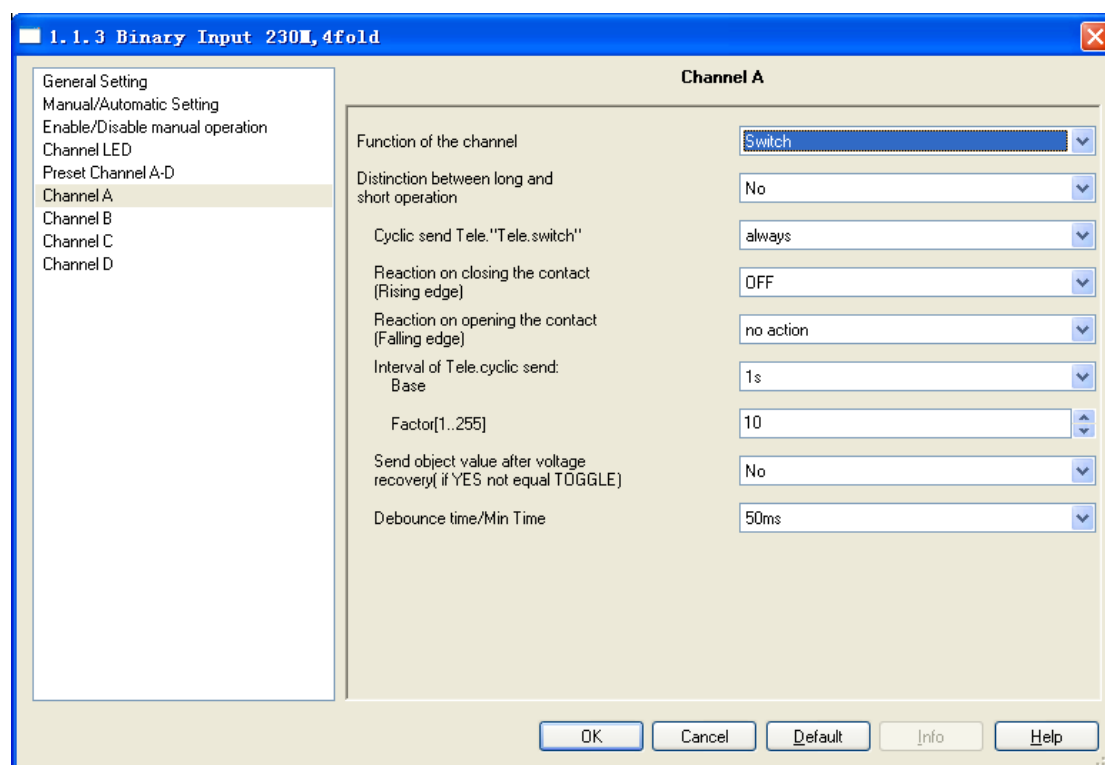 1.1.3 Binary Input 230M,4fold
General Setting
Manual/Automatic Setting
Enable/Disable manual operation
Channel LED
Preset Channel A-D
Channel A
Channel B
Channel C
Channel D
Channel A
Function of the channel
Switch
Distinction between long and
short operation
No
Cyclic send Tele."Tele.switch"
always
Reaction on closing the contact
(Rising edge)
OFF
Reaction on opening the contact
(Falling edge)
no action
Interval of Tele.cyclic send:
Base
1s
Factor[1..255]
10
Send object value after voltage
recovery( if YES not equal TOGGLE)
No
Debounce time/Min Time
50ms
OK
Cancel
Default
Info
Help